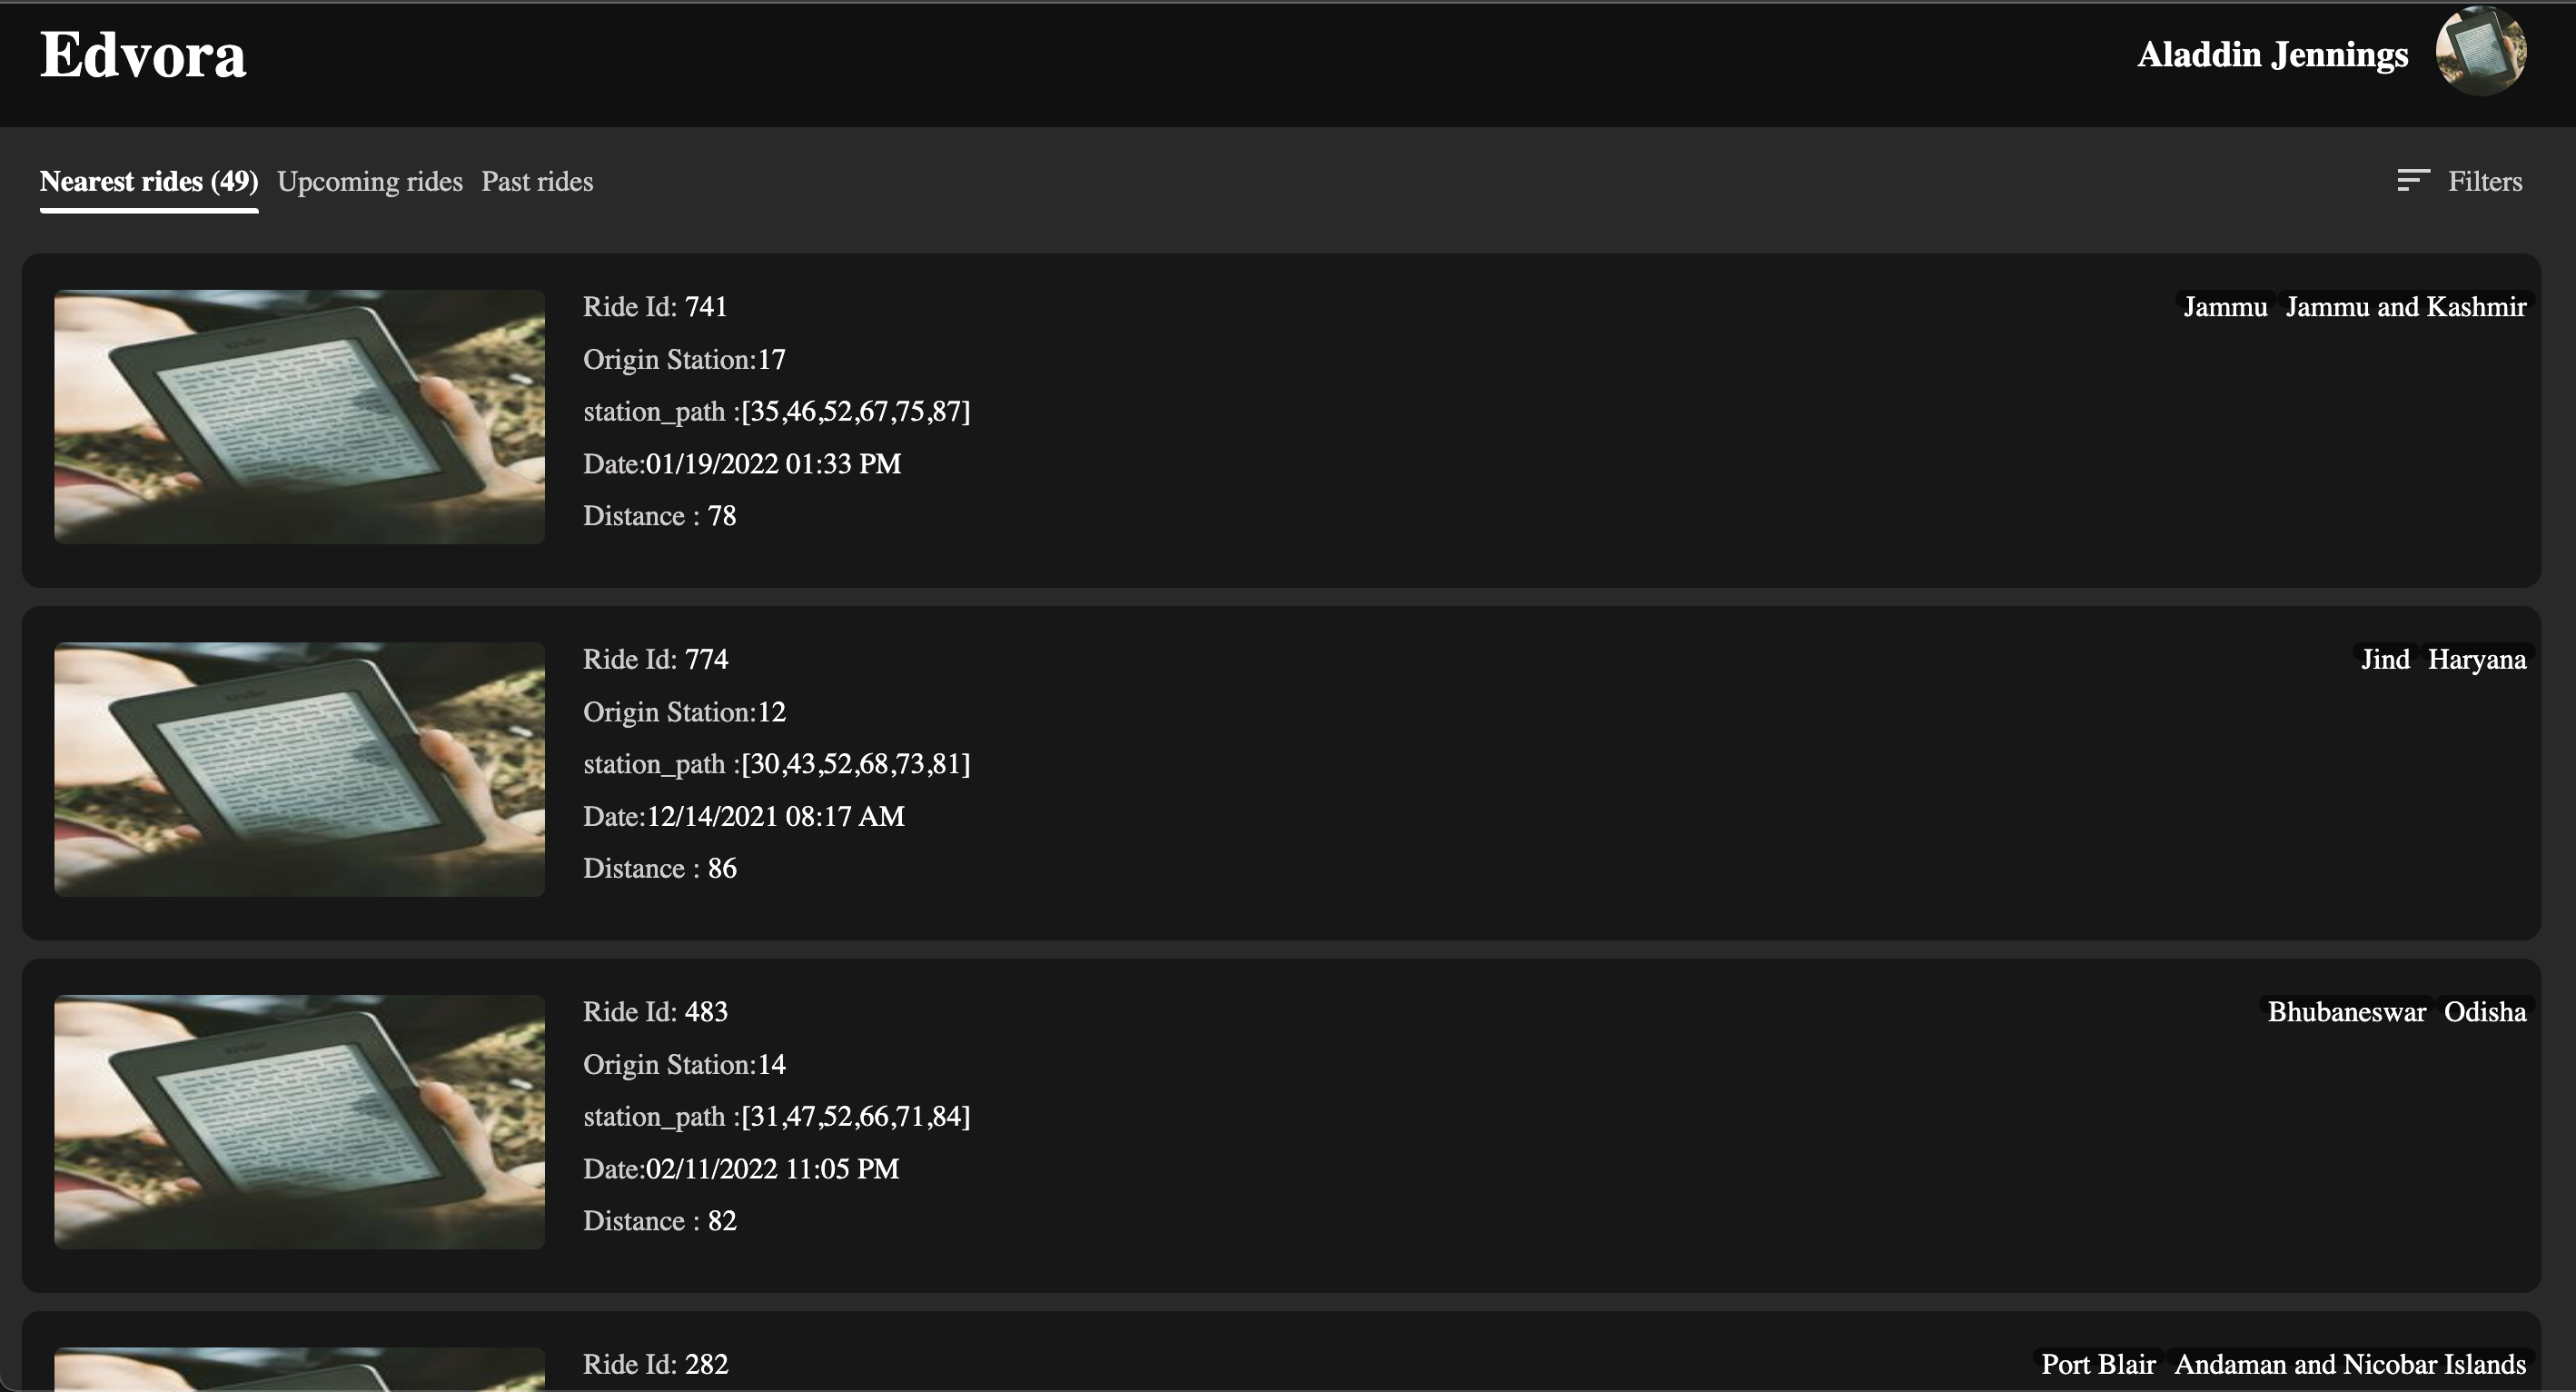 Edvora
Aladdin Jennings
Nearest rides (49) Upcoming rides Past rides
Filters
Ride Id: 741
Jammu Jammu and Kashmir
Origin Station:17
station_path :[35,46,52,67,75,87]
Date:01/19/2022 01:33 PM
Distance : 78
Ride Id: 774
Jind Haryana
Origin Station:12
station_path :[30,43,52,68,73,81]
Date:12/14/2021 08:17 AM
Distance : 86
Ride Id: 483
Bhubaneswar Odisha
Origin Station:14
station_path :[31,47,52,66,71,84]
Date:02/11/2022 11:05 PM
Distance : 82
Ride Id: 282
Port Blair Andaman and Nicobar Islands